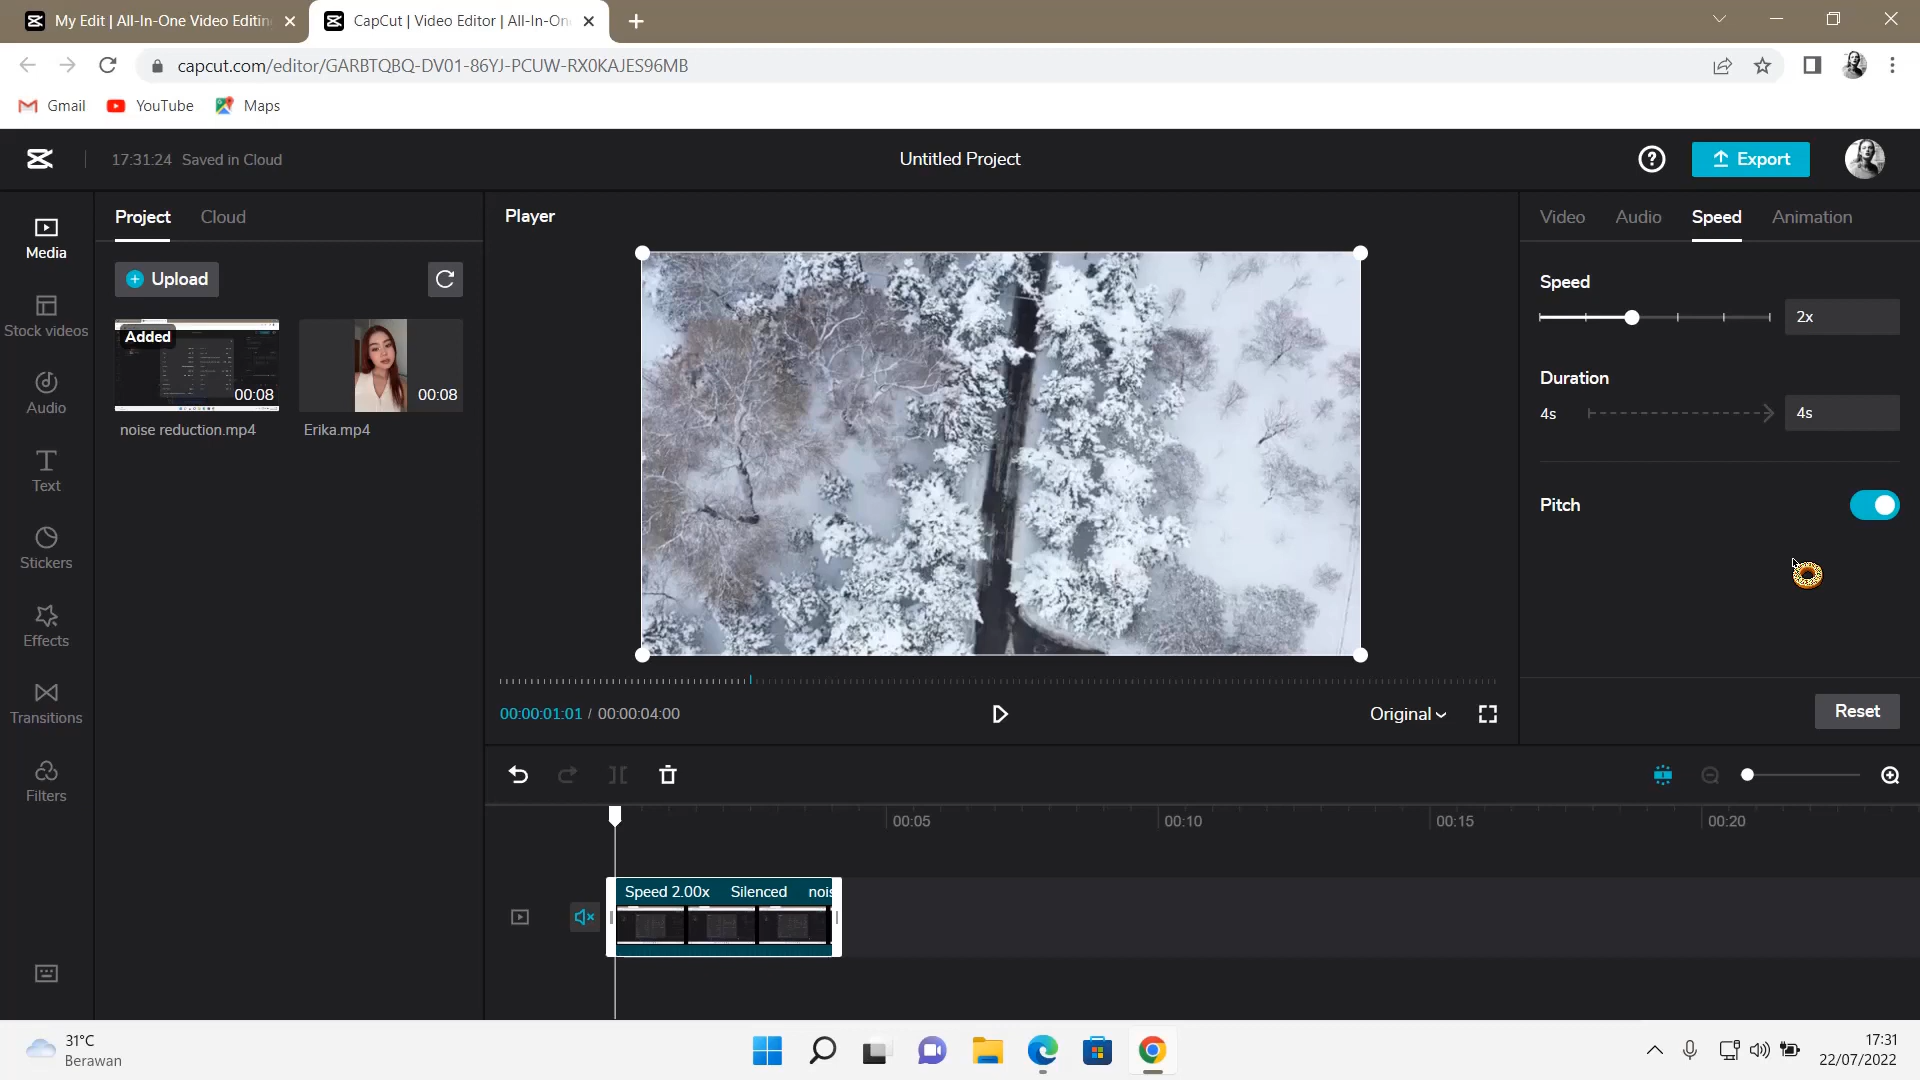 My Edit | All-In-One Video Editin
CapCut | Video Editor | All-In-On
capcut.com/editor/GARBTQBQ-DV01-86YJ-PCUW-RX0KAJES96MB
Gmail
YouTube
Maps
17:31:24 Saved in Cloud
Untitled Project
Export
Media
Stock videos
Audio
Text
Stickers
Effects
Transitions
Filters
Project
Cloud
Upload
Added
00:08
00:08
noise reduction.mp4
Erika.mp4
Player
00:00:01:01 / 00:00:04:00
Original
Video
Audio
Speed
Animation
Speed
2x
Duration
4s
4s
Pitch
Reset
00:05
00:10
00:15
00:20
Speed 2.00x Silenced nois
31°C
Berawan
17:31
22/07/2022